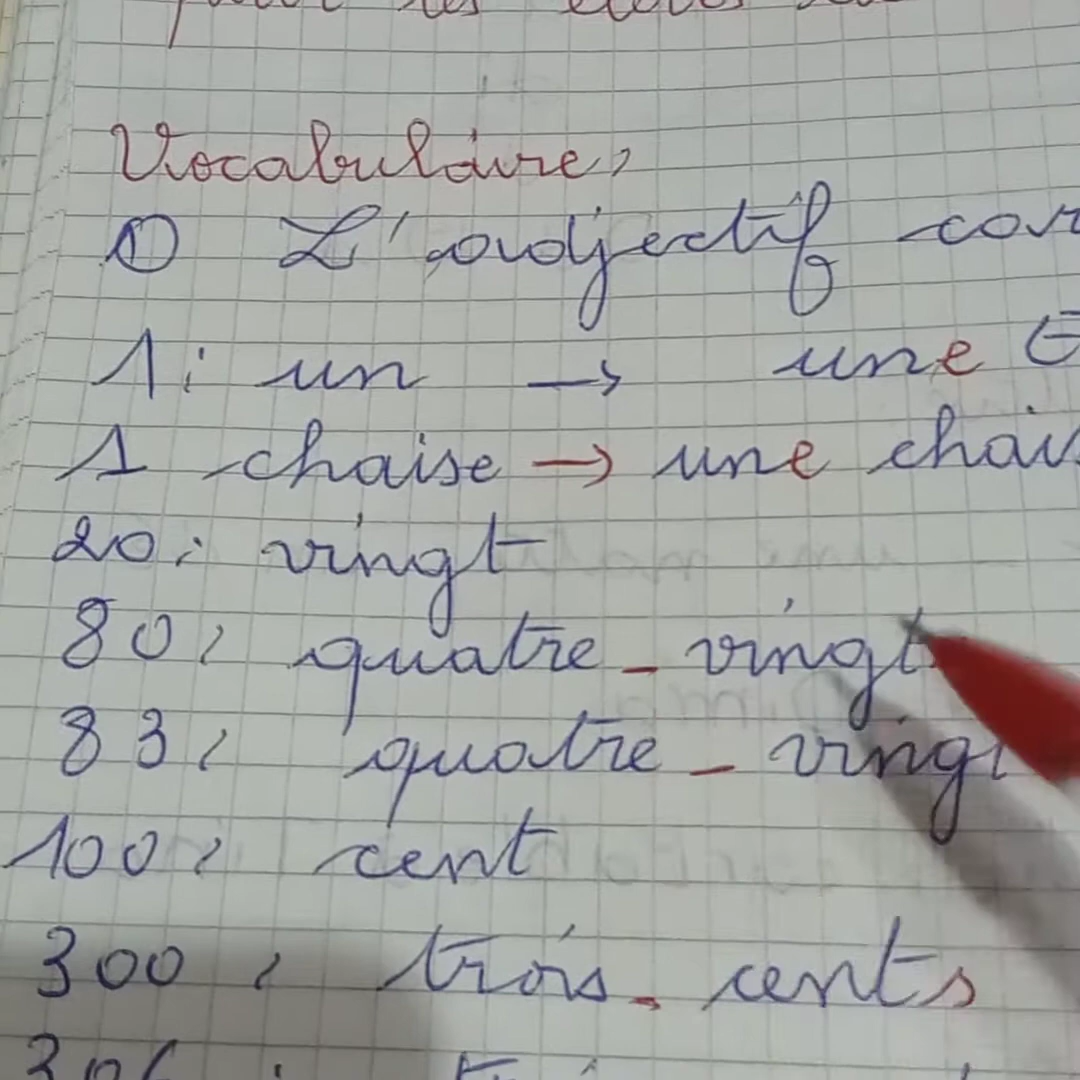 les
Vocabulaire:
① L'adjectif
1: un → une
1 chaise → une
20: vingt
80: quatre-vingt
83: quatre-
100: cent
300: trois-cents